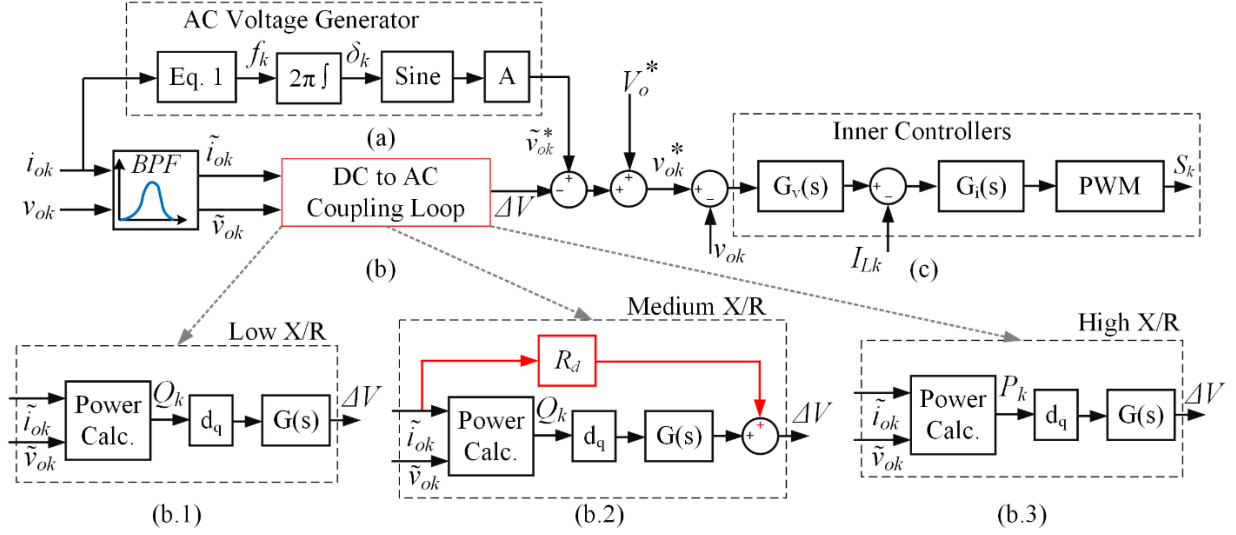 AC Voltage Generator
Eq. 1
f_k
2π ∫
δ_k
Sine
A
(a)
ṽ*_ok
V_o^*
i_ok
v_ok
BPF
ĩ_ok
ṽ_ok
DC to AC
Coupling Loop
ΔV
(b)
- +
+ +
v_ok^*
-
v_ok
Inner Controllers
G_v(s)
+ -
I_Lk
G_i(s)
PWM
S_k
(c)
Low X/R
ĩ_ok
ṽ_ok
Power
Calc.
Q_k
d_q
G(s)
ΔV
(b.1)
Medium X/R
R_d
ĩ_ok
ṽ_ok
Power
Calc.
Q_k
d_q
G(s)
+ +
ΔV
(b.2)
High X/R
ĩ_ok
ṽ_ok
Power
Calc.
P_k
d_q
G(s)
ΔV
(b.3)